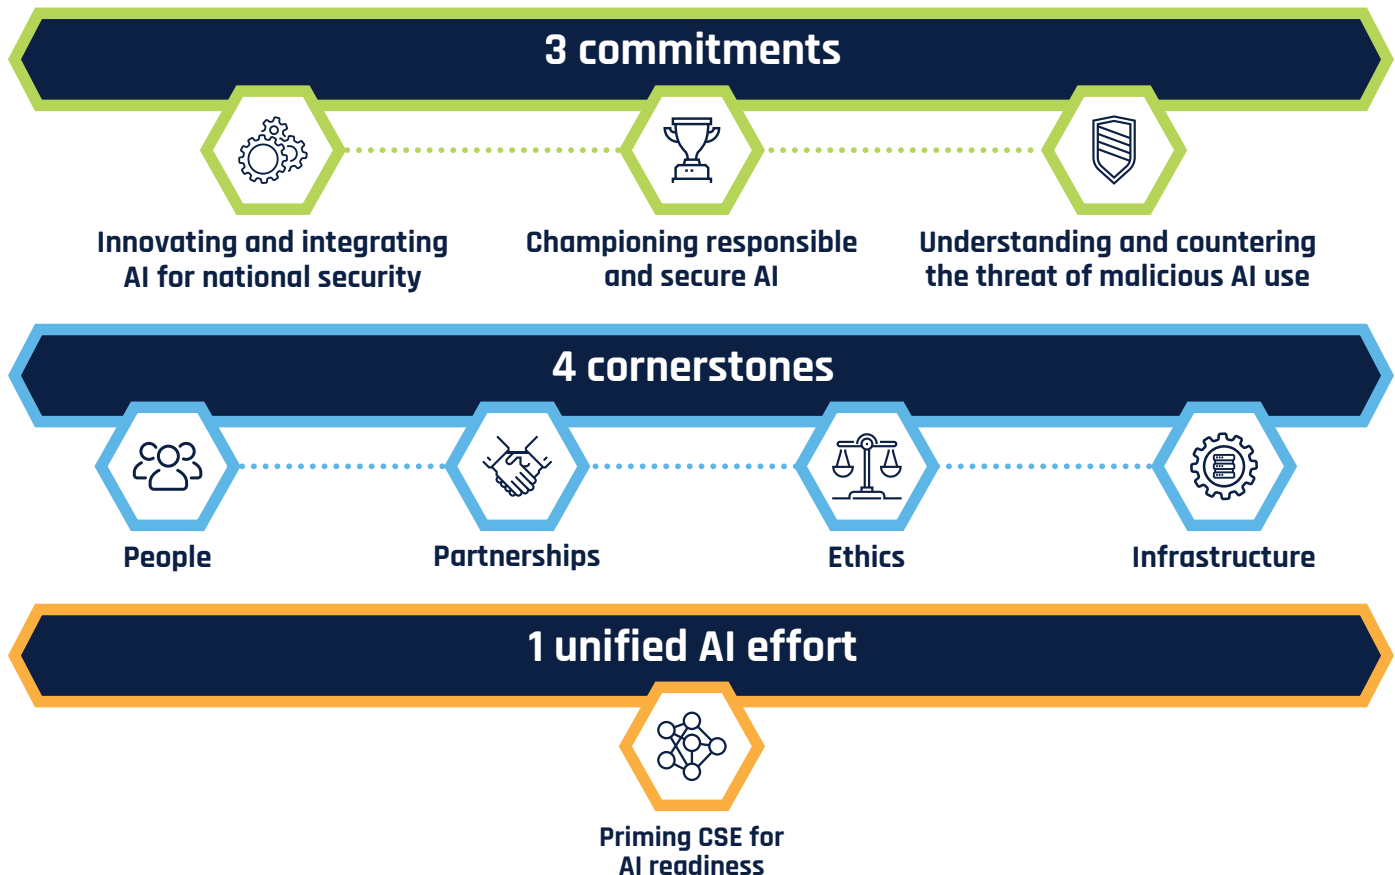 3 commitments
Innovating and integrating
AI for national security
Championing responsible
and secure AI
Understanding and countering
the threat of malicious AI use
4 cornerstones
People
Partnerships
Ethics
Infrastructure
1 unified AI effort
Priming CSE for
AI readiness